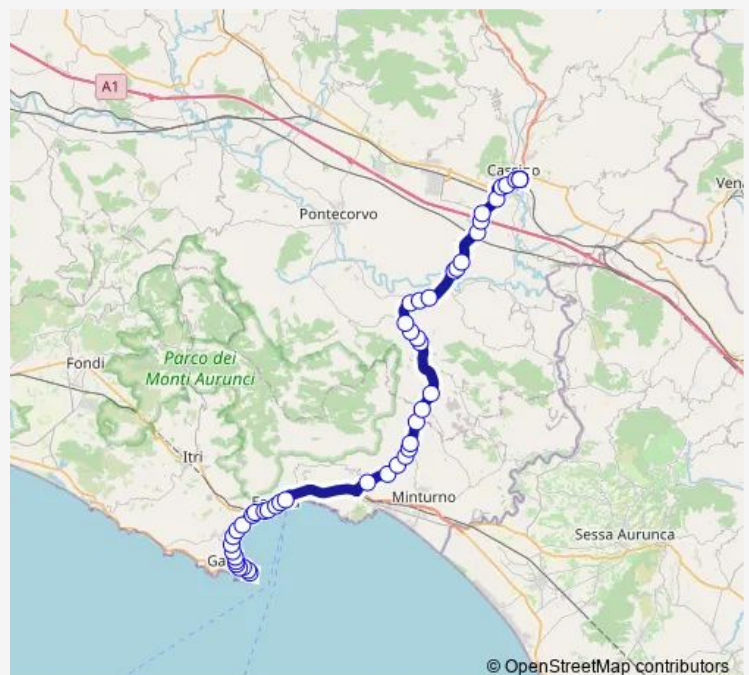 A1
Cassino
Pontecorvo
Fondi
Parco dei
Monti Aurunci
Itri
Minturno
Sessa Aurunca
© OpenStreetMap contributors